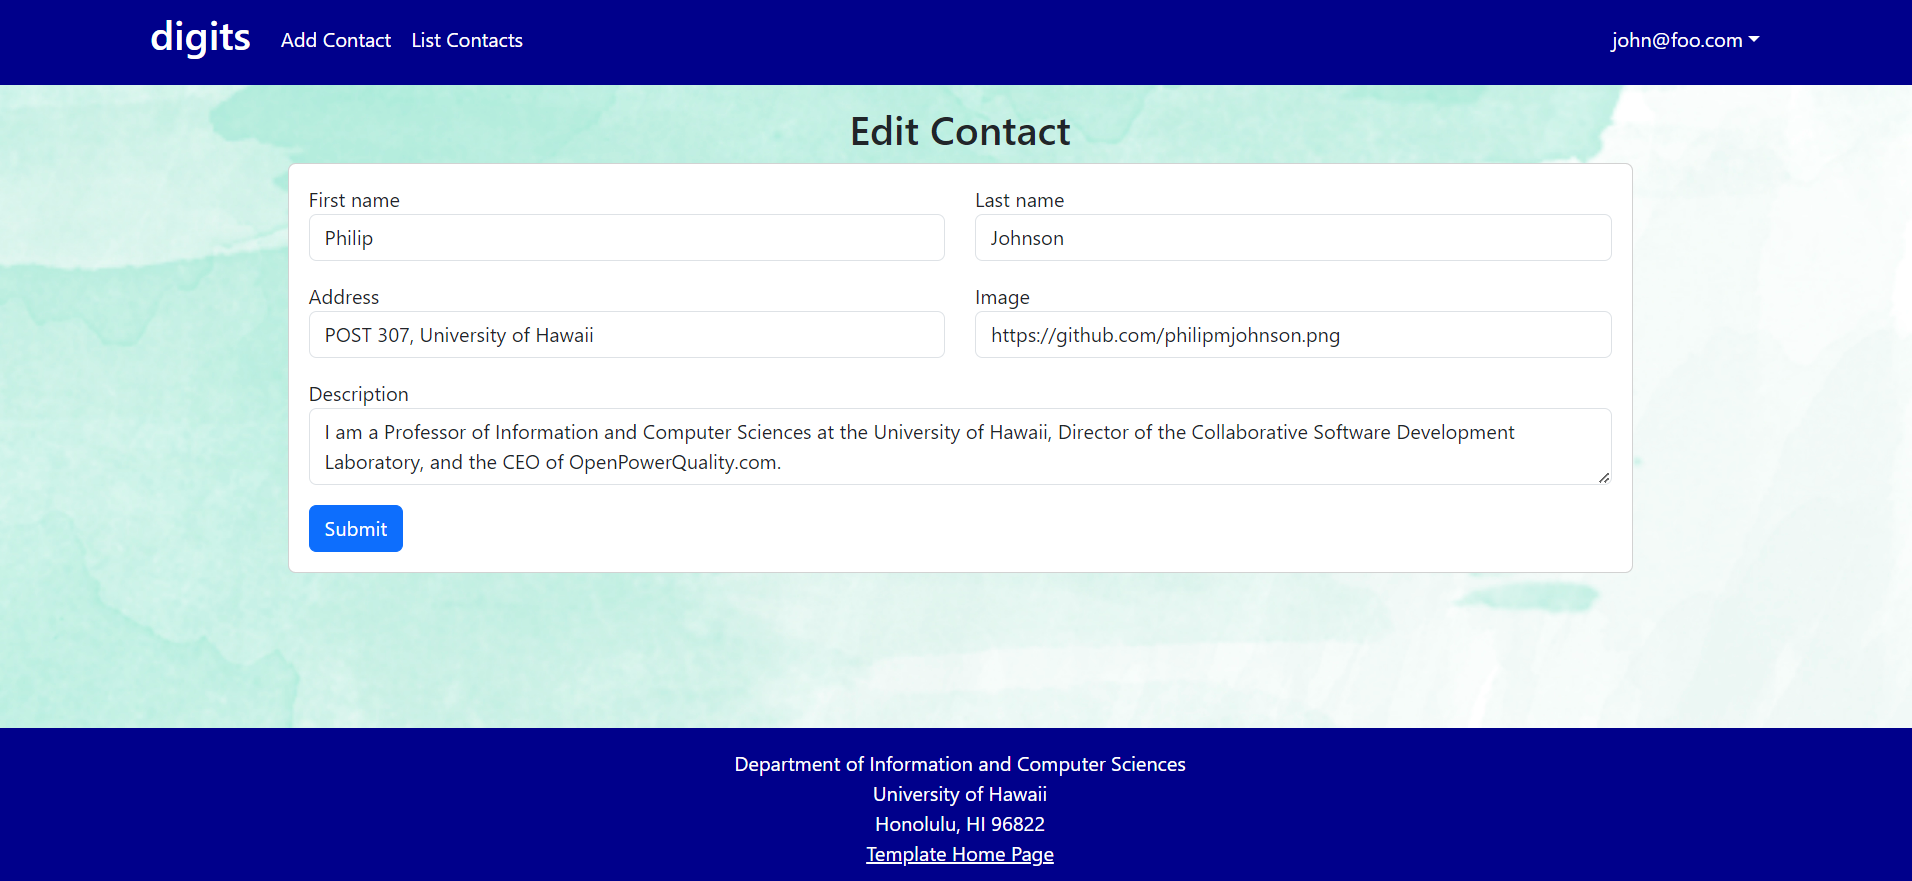 digits
Add Contact
List Contacts
john@foo.com
Edit Contact
First name
Last name
Philip
Johnson
Address
Image
POST 307, University of Hawaii
https://github.com/philipmjohnson.png
Description
I am a Professor of Information and Computer Sciences at the University of Hawaii, Director of the Collaborative Software Development
Laboratory, and the CEO of OpenPowerQuality.com.
Submit
Department of Information and Computer Sciences
University of Hawaii
Honolulu, HI 96822
Template Home Page